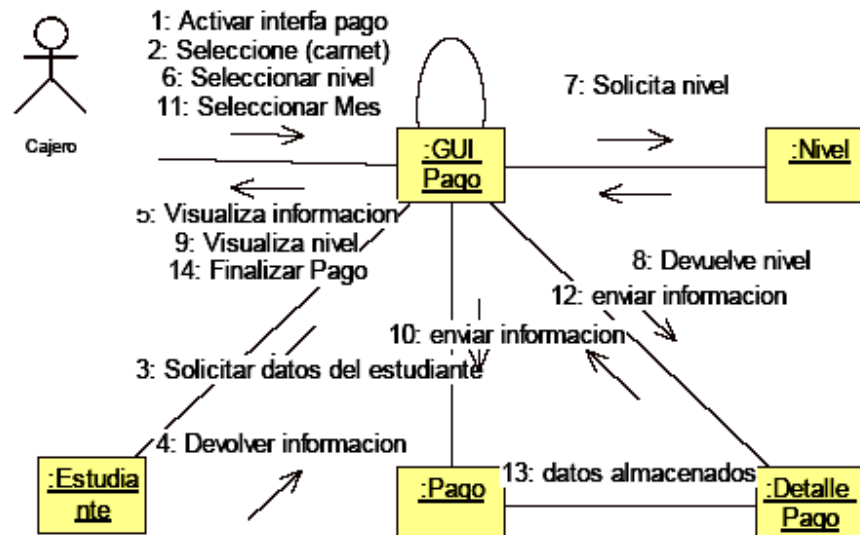 1: Activar interfa pago
2: Seleccione (carnet)
6: Seleccionar nivel
11: Seleccionar Mes
Cajero
7: Solicita nivel
:GUI
Pago
:Nivel
5: Visualiza informacion
9: Visualiza nivel
14: Finalizar Pago
8: Devuelve nivel
12: enviar informacion
10: enviar informacion
3: Solicitar datos del estudiante
4: Devolver informacion
:Estudia
nte
:Pago
13: datos almacenados
:Detalle
Pago